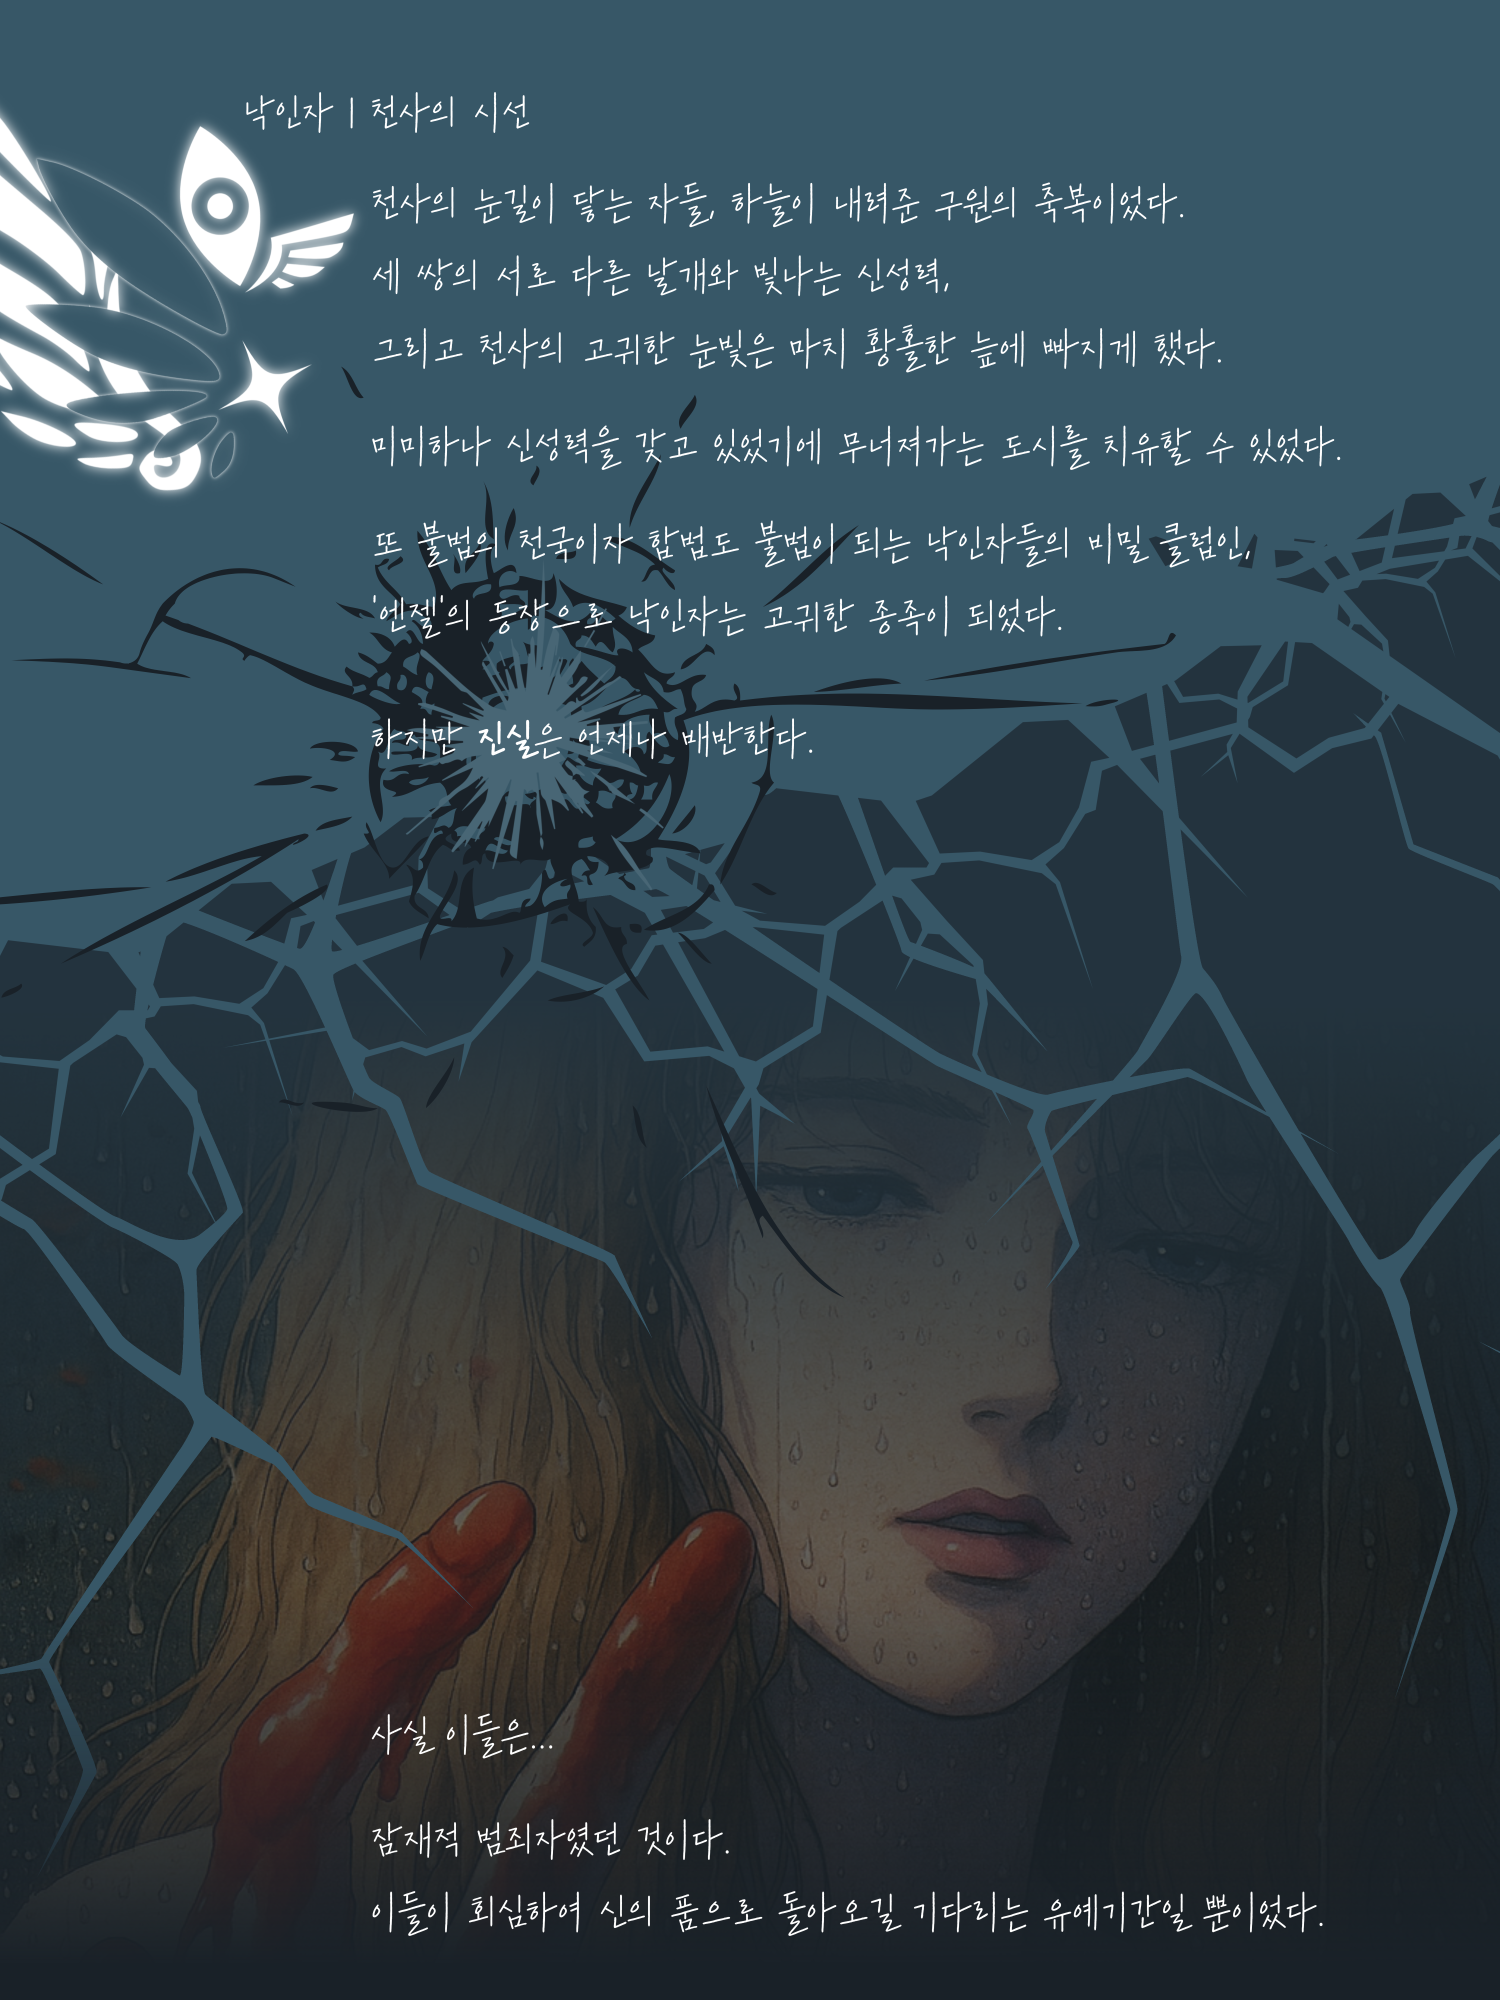 낙인자 | 천사의 시선
천사의 눈길이 닿는 자들, 하늘이 내려준 구원의 축복이었다.
세 쌍의 서로 다른 날개와 빛나는 신성력,
그리고 천사의 고귀한 눈빛은 마치 황홀한 늪에 빠지게 했다.
미미하나 신성력을 갖고 있었기에 무너져가는 도시를 치유할 수 있었다.
또 불법의 천국이자 합법도 불법이 되는 낙인자들의 비밀 클럽인,
'엔젤'의 등장으로 낙인자는 고귀한 종족이 되었다.
하지만 진실은 언제나 배반한다.
사실 이들은...
잠재적 범죄자였던 것이다.
이들이 회심하여 신의 품으로 돌아오길 기다리는 유예기간일 뿐이었다.